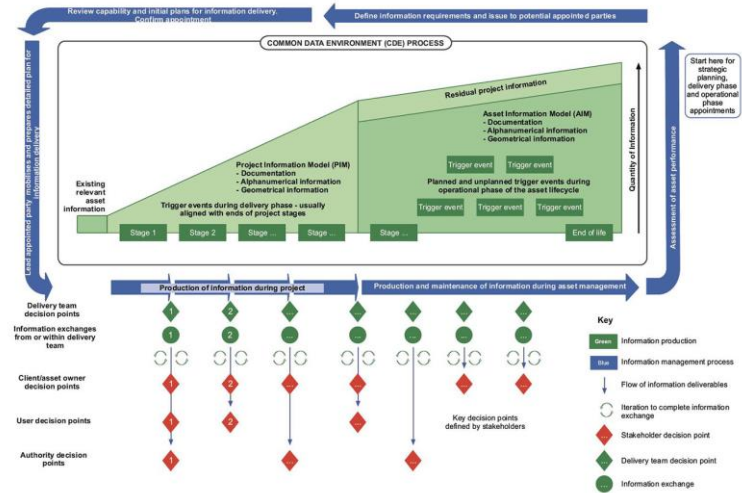 Review capability and initial plans for information delivery.
Confirm appointment
Define information requirements and issue to potential appointed parties
COMMON DATA ENVIRONMENT (CDE) PROCESS
Start here for
strategic
planning,
delivery phase
and operational
phase
appointments
Lead appointed party mobilises and prepares detailed plan for
information delivery
Residual project information
Asset Information Model (AIM)
- Documentation
- Alphanumerical information
- Geometrical information
Quantity of Information
Assessment of asset performance
Project Information Model (PIM)
- Documentation
- Alphanumerical information
- Geometrical information
Trigger event
Trigger event
Planned and unplanned trigger events during
operational phase of the asset lifecycle
Existing
relevant
asset
information
Trigger events during delivery phase - usually
aligned with ends of project stages
Trigger event
Trigger event
Trigger event
Stage 1
Stage 2
Stage ...
Stage ...
Stage ...
End of life
Production of information during project
Production and maintenance of information during asset management
Delivery team
decision points
1
2
...
...
...
...
...
Information exchanges
from or within delivery
team
1
2
...
...
...
...
...
Client/asset owner
decision points
1
2
...
...
...
...
User decision points
1
2
...
Key decision points
defined by stakeholders
Authority decision
points
1
...
...
Key
Green
Information production
Blue
Information management process
Flow of information deliverables
Iteration to complete information
exchange
...
Stakeholder decision point
...
Delivery team decision point
...
Information exchange